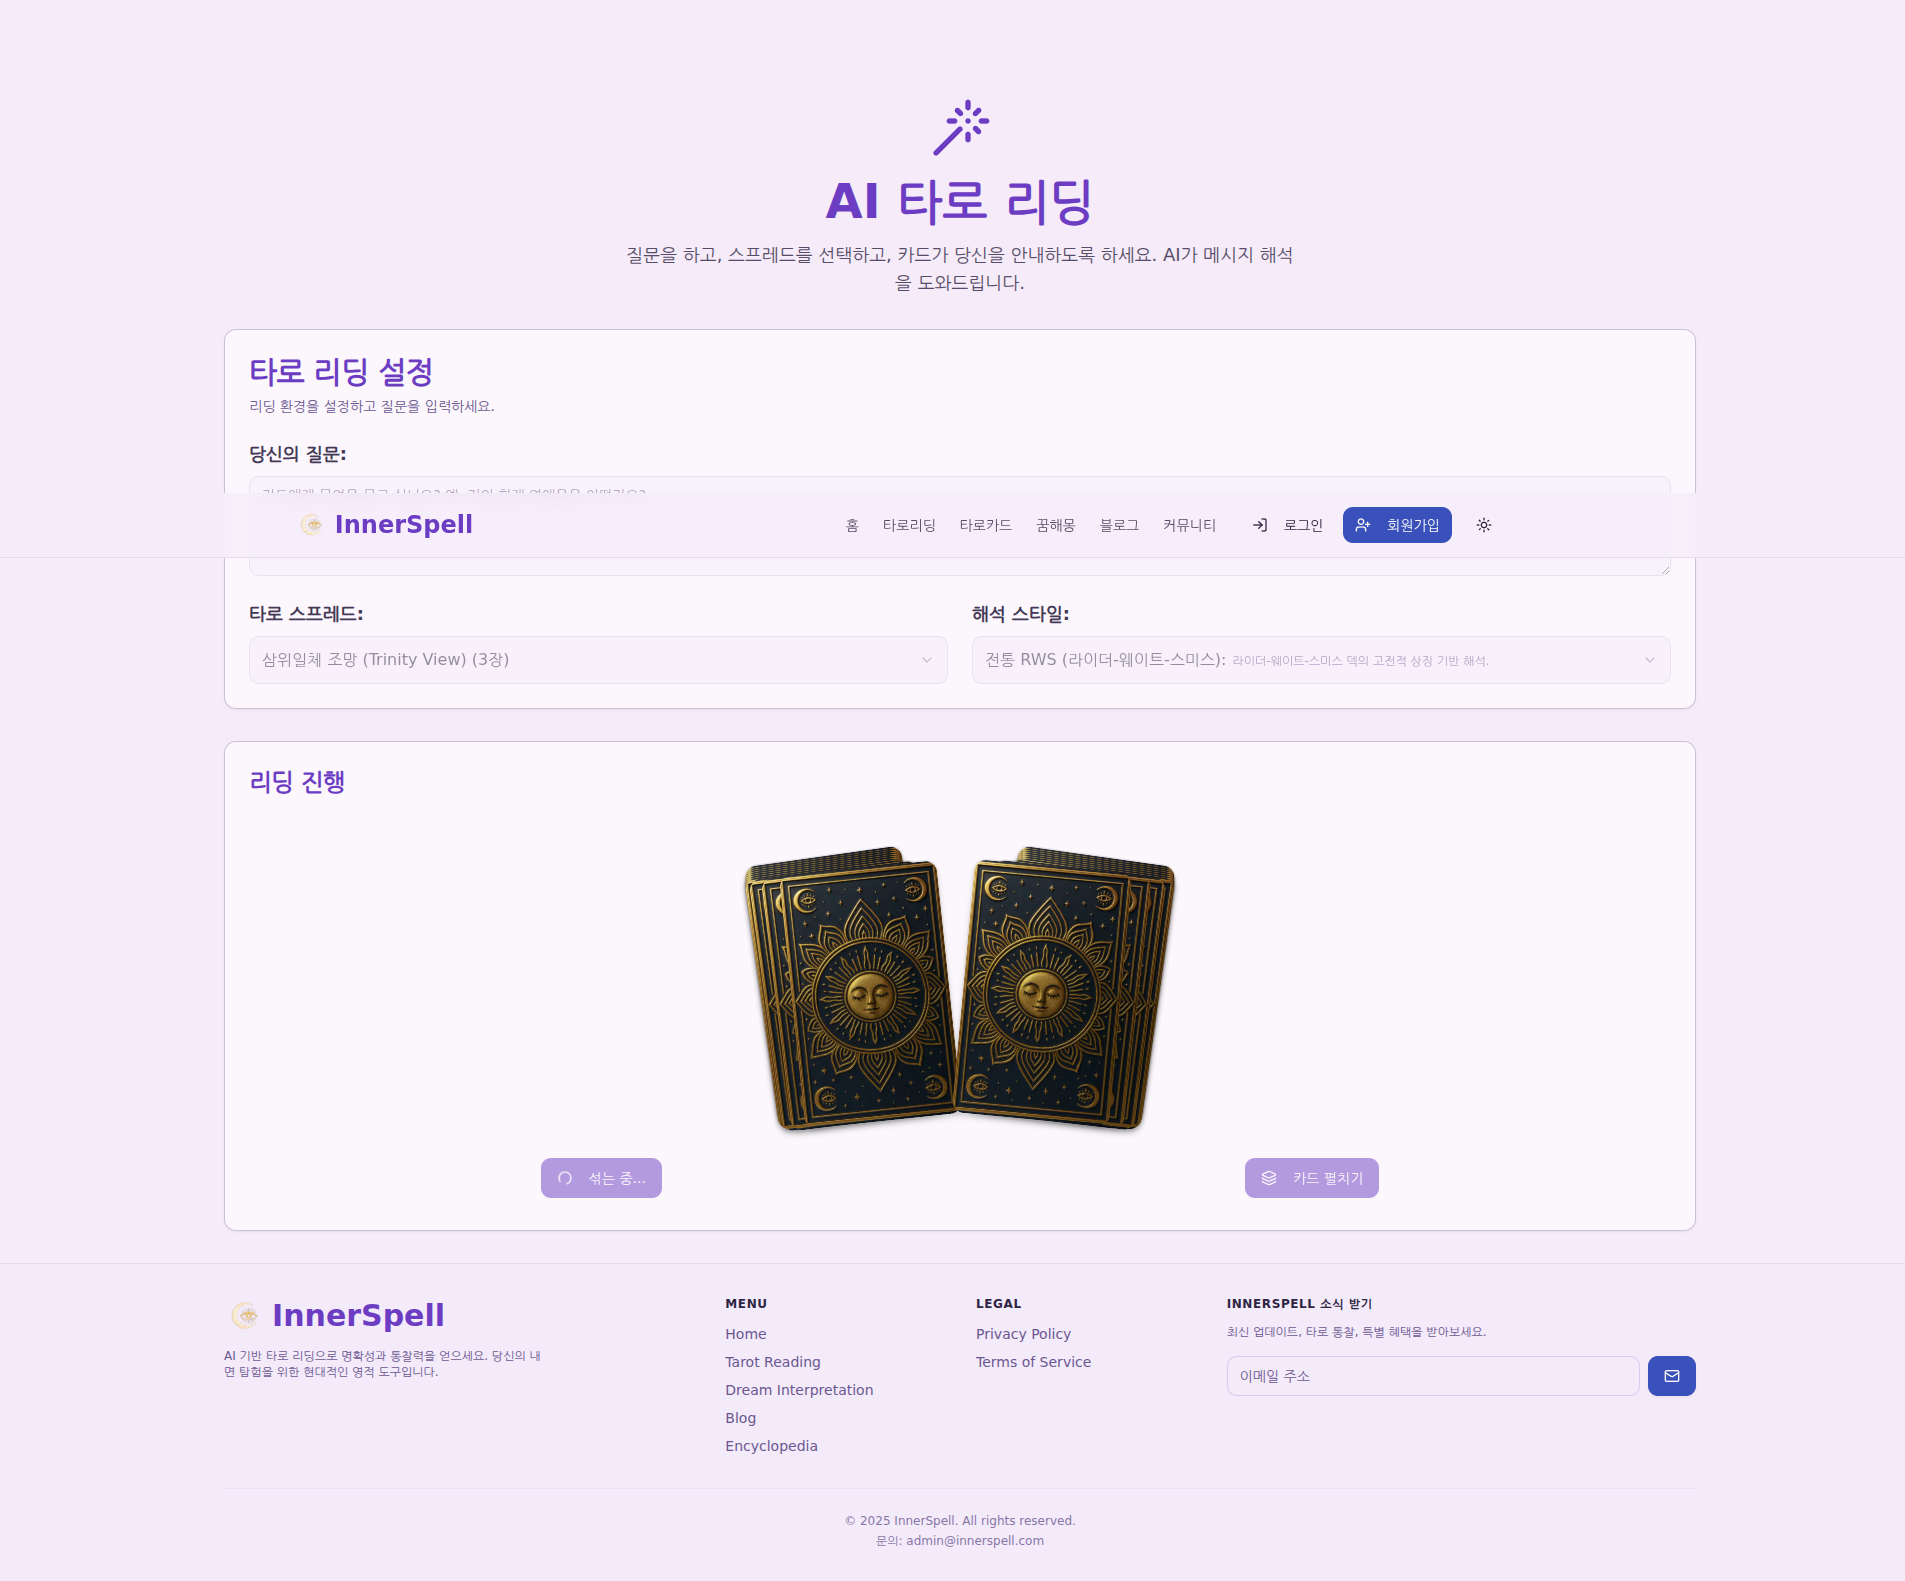 AI 타로 리딩
질문을 하고, 스프레드를 선택하고, 카드가 당신을 안내하도록 하세요. AI가 메시지 해석
을 도와드립니다.
타로 리딩 설정
리딩 환경을 설정하고 질문을 입력하세요.
당신의 질문:
InnerSpell
홈 타로리딩 타로카드 꿈해몽 블로그 커뮤니티 로그인 회원가입
타로 스프레드:
삼위일체 조망 (Trinity View) (3장)
해석 스타일:
전통 RWS (라이더-웨이트-스미스): 라이더-웨이트-스미스 덱의 고전적 상징 기반 해석.
리딩 진행
섞는 중...
카드 펼치기
InnerSpell
AI 기반 타로 리딩으로 명확성과 통찰력을 얻으세요. 당신의 내
면 탐험을 위한 현대적인 영적 도구입니다.
MENU
Home
Tarot Reading
Dream Interpretation
Blog
Encyclopedia
LEGAL
Privacy Policy
Terms of Service
INNERSPELL 소식 받기
최신 업데이트, 타로 통찰, 특별 혜택을 받아보세요.
이메일 주소
© 2025 InnerSpell. All rights reserved.
문의: admin@innerspell.com